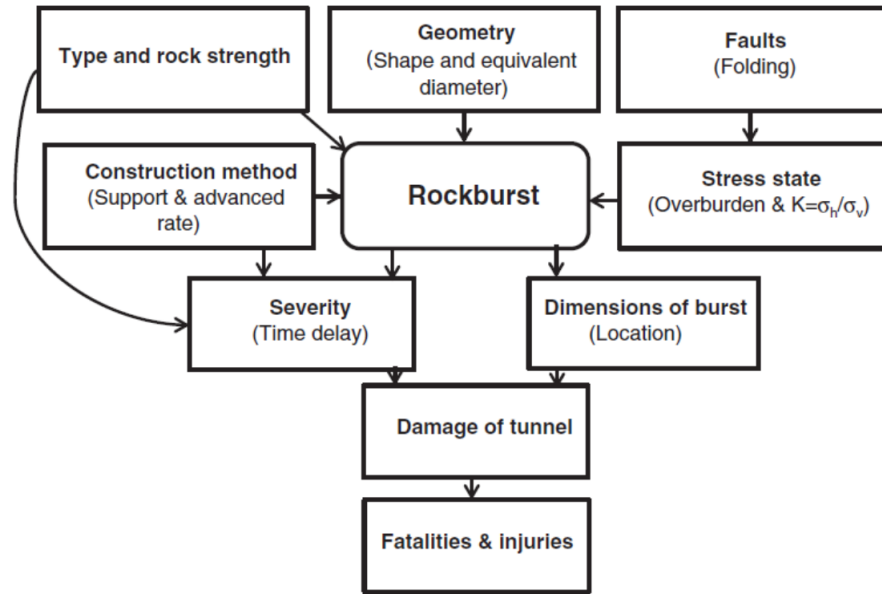 Type and rock strength
Geometry
(Shape and equivalent
diameter)
Faults
(Folding)
Construction method
(Support & advanced
rate)
Rockburst
Stress state
(Overburden & K=σₕ/σᵥ)
Severity
(Time delay)
Dimensions of burst
(Location)
Damage of tunnel
Fatalities & injuries